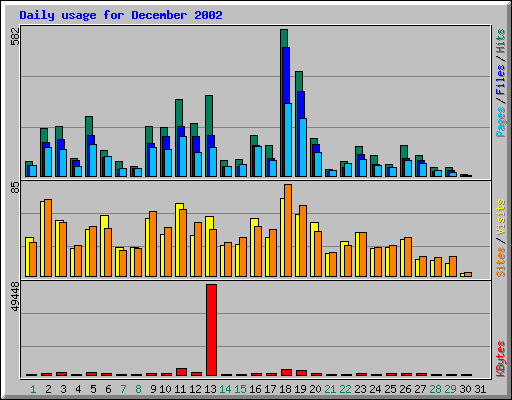 Daily usage for December 2002
582
Pages / Files / Hits
85
Sites / Visits
49448
KBytes
1 2 3 4 5 6 7 8 9 10 11 12 13 14 15 16 17 18 19 20 21 22 23 24 25 26 27 28 29 30 31